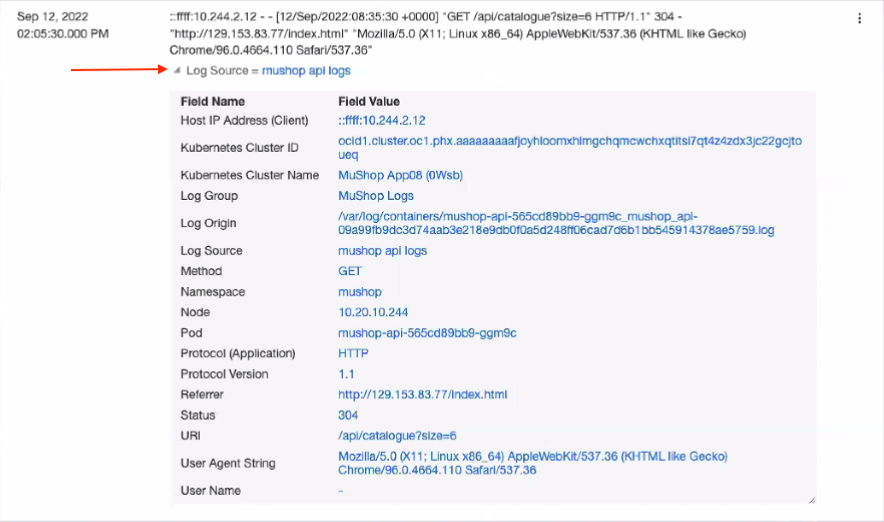 Sep 12, 2022
02:05:30.000 PM
::ffff:10.244.2.12 - - [12/Sep/2022:08:35:30 +0000] "GET /api/catalogue?size=6 HTTP/1.1" 304 -
"http://129.153.83.77/index.html" "Mozilla/5.0 (X11; Linux x86_64) AppleWebKit/537.36 (KHTML like Gecko)
Chrome/96.0.4664.110 Safari/537.36"
Log Source = mushop api logs
Field Name Field Value
Host IP Address (Client) ::ffff:10.244.2.12
Kubernetes Cluster ID
ocid1.cluster.oc1.phx.aaaaaaaaafjoyhloomxhlmgchqmcwchxqtitsi7qt4z4zdx3jc22gcjto
ueq
Kubernetes Cluster Name MuShop App08 (0Wsb)
Log Group MuShop Logs
Log Origin
/var/log/containers/mushop-api-565cd89bb9-ggm9c_mushop_api-
09a99fb9dc3d74aab3e218e9db0f0a5d248ff06cad7d6b1bb545914378ae5759.log
Log Source mushop api logs
Method GET
Namespace mushop
Node 10.20.10.244
Pod mushop-api-565cd89bb9-ggm9c
Protocol (Application) HTTP
Protocol Version 1.1
Referrer http://129.153.83.77/index.html
Status 304
URI /api/catalogue?size=6
User Agent String
Mozilla/5.0 (X11; Linux x86_64) AppleWebKit/537.36 (KHTML like Gecko)
Chrome/96.0.4664.110 Safari/537.36
User Name -